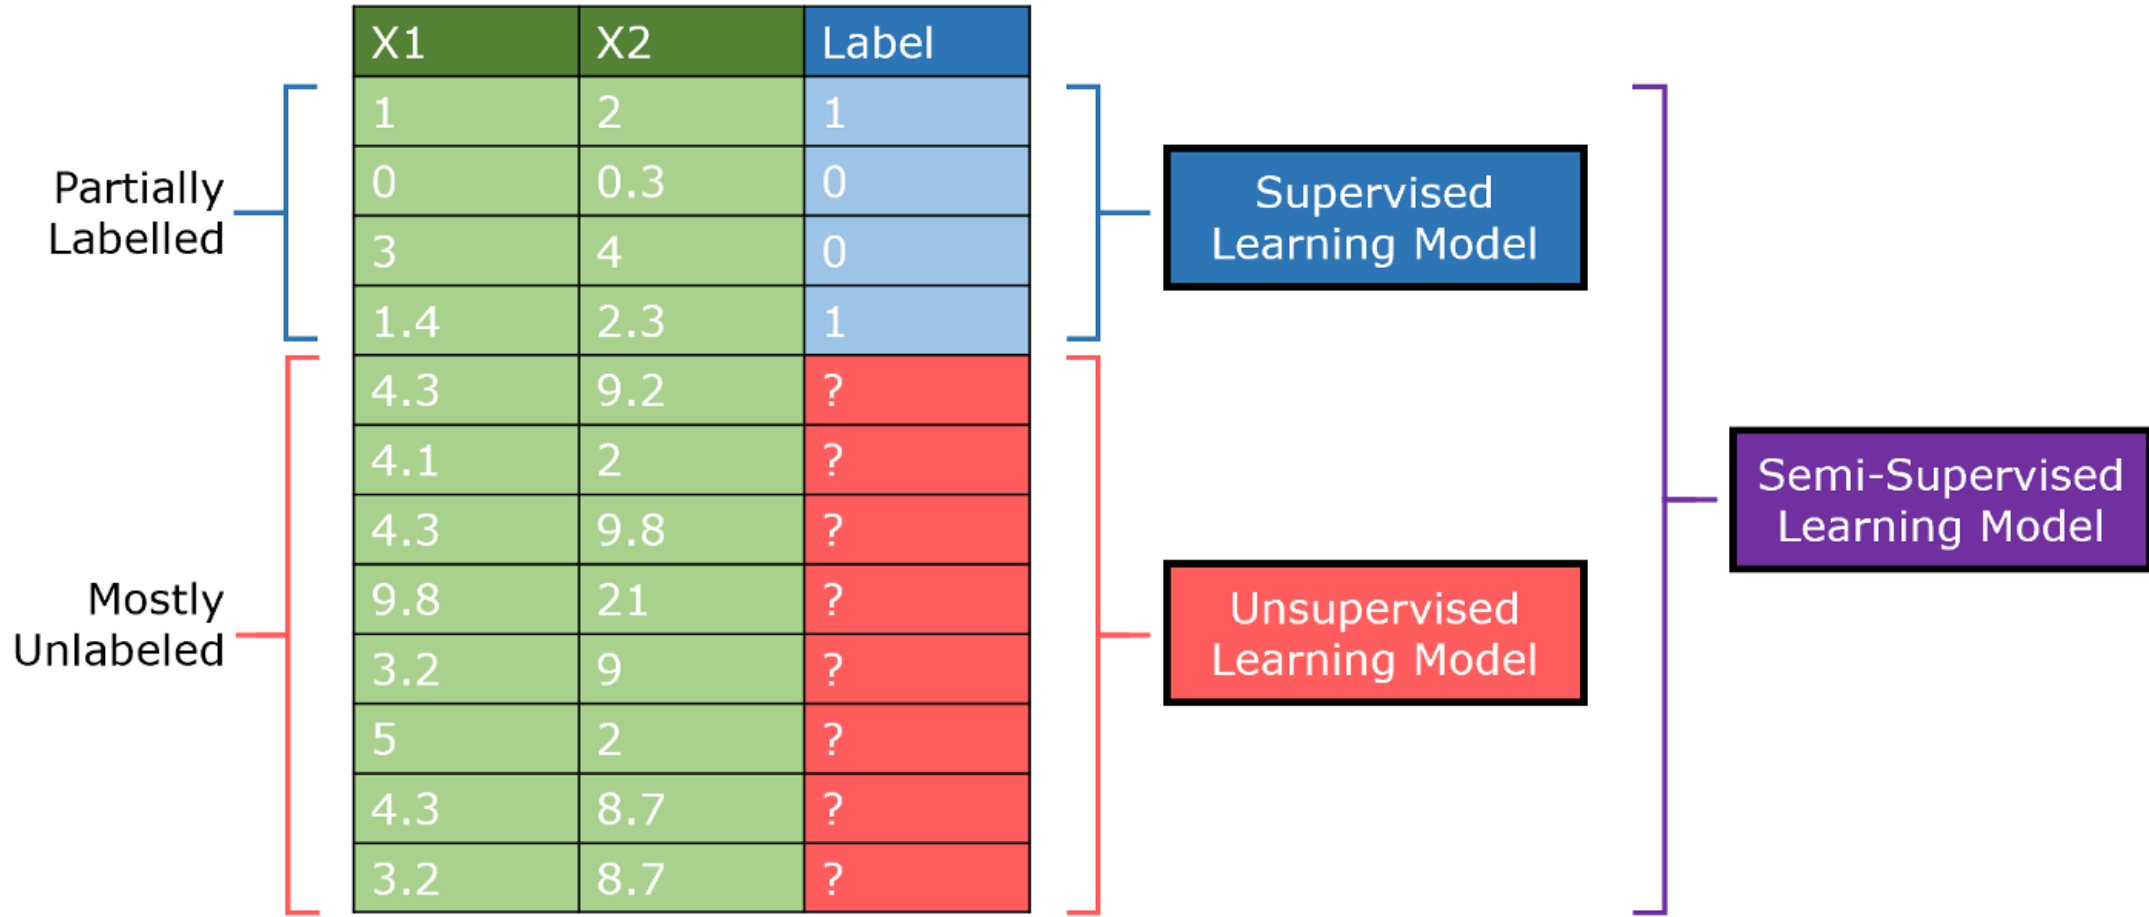 X1 X2 Label
1 2 1
0 0.3 0
3 4 0
1.4 2.3 1
4.3 9.2 ?
4.1 2 ?
4.3 9.8 ?
9.8 21 ?
3.2 9 ?
5 2 ?
4.3 8.7 ?
3.2 8.7 ?
Partially
Labelled
Mostly
Unlabeled
Supervised
Learning Model
Unsupervised
Learning Model
Semi-Supervised
Learning Model